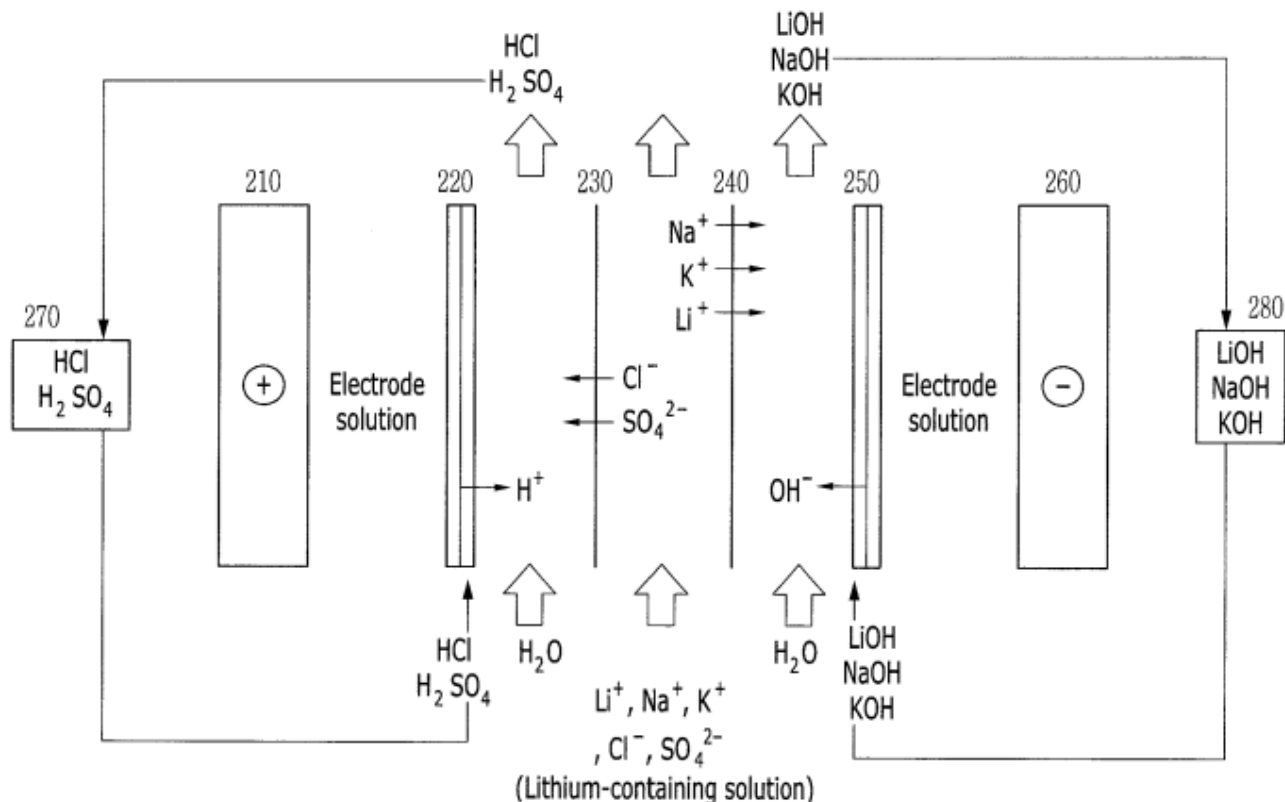 HCl
H₂SO₄
LiOH
NaOH
KOH
210
220
230
240
250
260
Na⁺
K⁺
Li⁺
270
HCl
H₂SO₄
+
Electrode
solution
Cl⁻
SO₄²⁻
H⁺
OH⁻
Electrode
solution
−
280
LiOH
NaOH
KOH
HCl
H₂SO₄
H₂O
H₂O
LiOH
NaOH
KOH
Li⁺, Na⁺, K⁺
, Cl⁻, SO₄²⁻
(Lithium-containing solution)